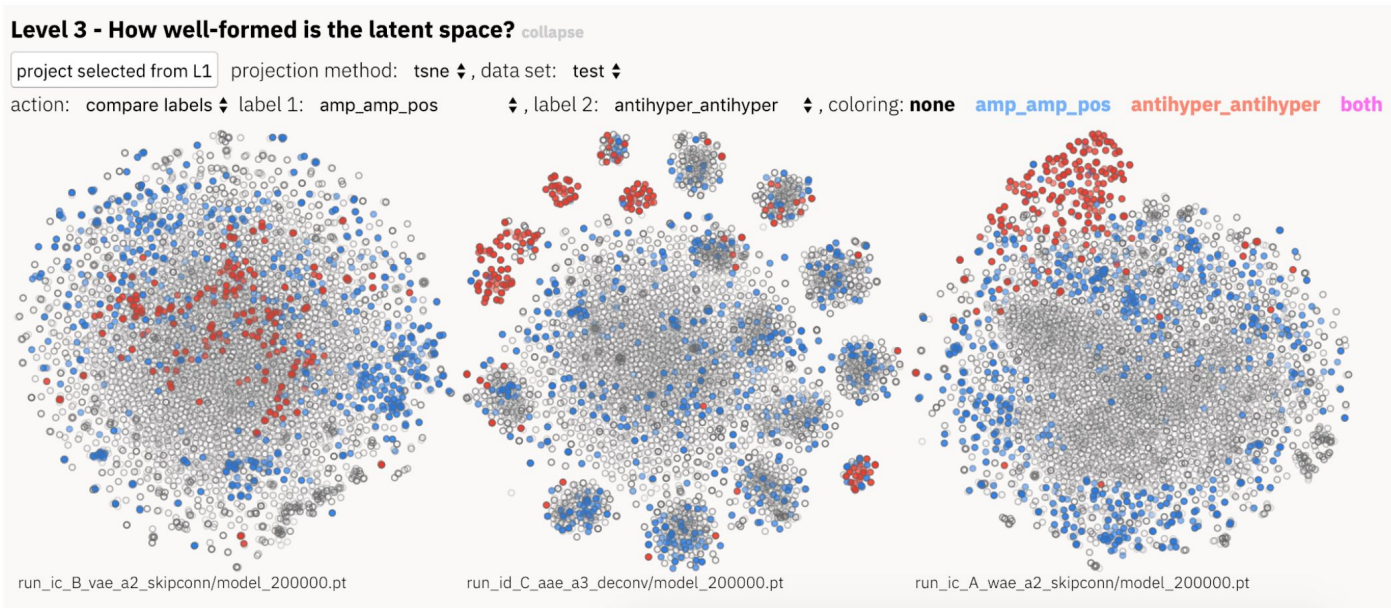 Level 3 - How well-formed is the latent space? collapse
project selected from L1 projection method: tsne , data set: test
action: compare labels label 1: amp_amp_pos , label 2: antihyper_antihyper , coloring: none amp_amp_pos antihyper_antihyper both
run_ic_B_vae_a2_skipconn/model_200000.pt run_id_C_aae_a3_deconv/model_200000.pt run_ic_A_wae_a2_skipconn/model_200000.pt